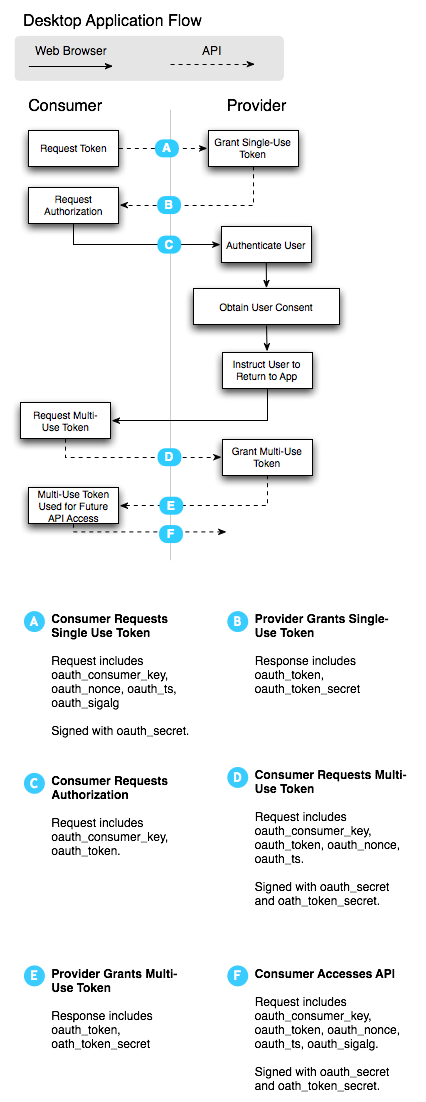 Desktop Application Flow
Web Browser
API
Consumer
Provider
Request Token
A
Grant Single-Use
Token
Request
Authorization
B
C
Authenticate User
Obtain User Consent
Instruct User to
Return to App
Request Multi-
Use Token
D
Grant Multi-Use
Token
Multi-Use Token
Used for Future
API Access
E
F
A
Consumer Requests
Single Use Token
Request includes
oauth_consumer_key,
oauth_nonce, oauth_ts,
oauth_sigalg
Signed with oauth_secret.
B
Provider Grants Single-
Use Token
Response includes
oauth_token,
oauth_token_secret
C
Consumer Requests
Authorization
Request includes
oauth_consumer_key,
oauth_token.
D
Consumer Requests Multi-
Use Token
Request includes
oauth_consumer_key,
oauth_token, oauth_nonce,
oauth_ts.
Signed with oauth_secret
and oath_token_secret.
E
Provider Grants Multi-
Use Token
Response includes
oauth_token,
oath_token_secret
F
Consumer Accesses API
Request includes
oauth_consumer_key,
oauth_token, oauth_nonce,
oauth_ts, oauth_sigalg.
Signed with oauth_secret
and oath_token_secret.